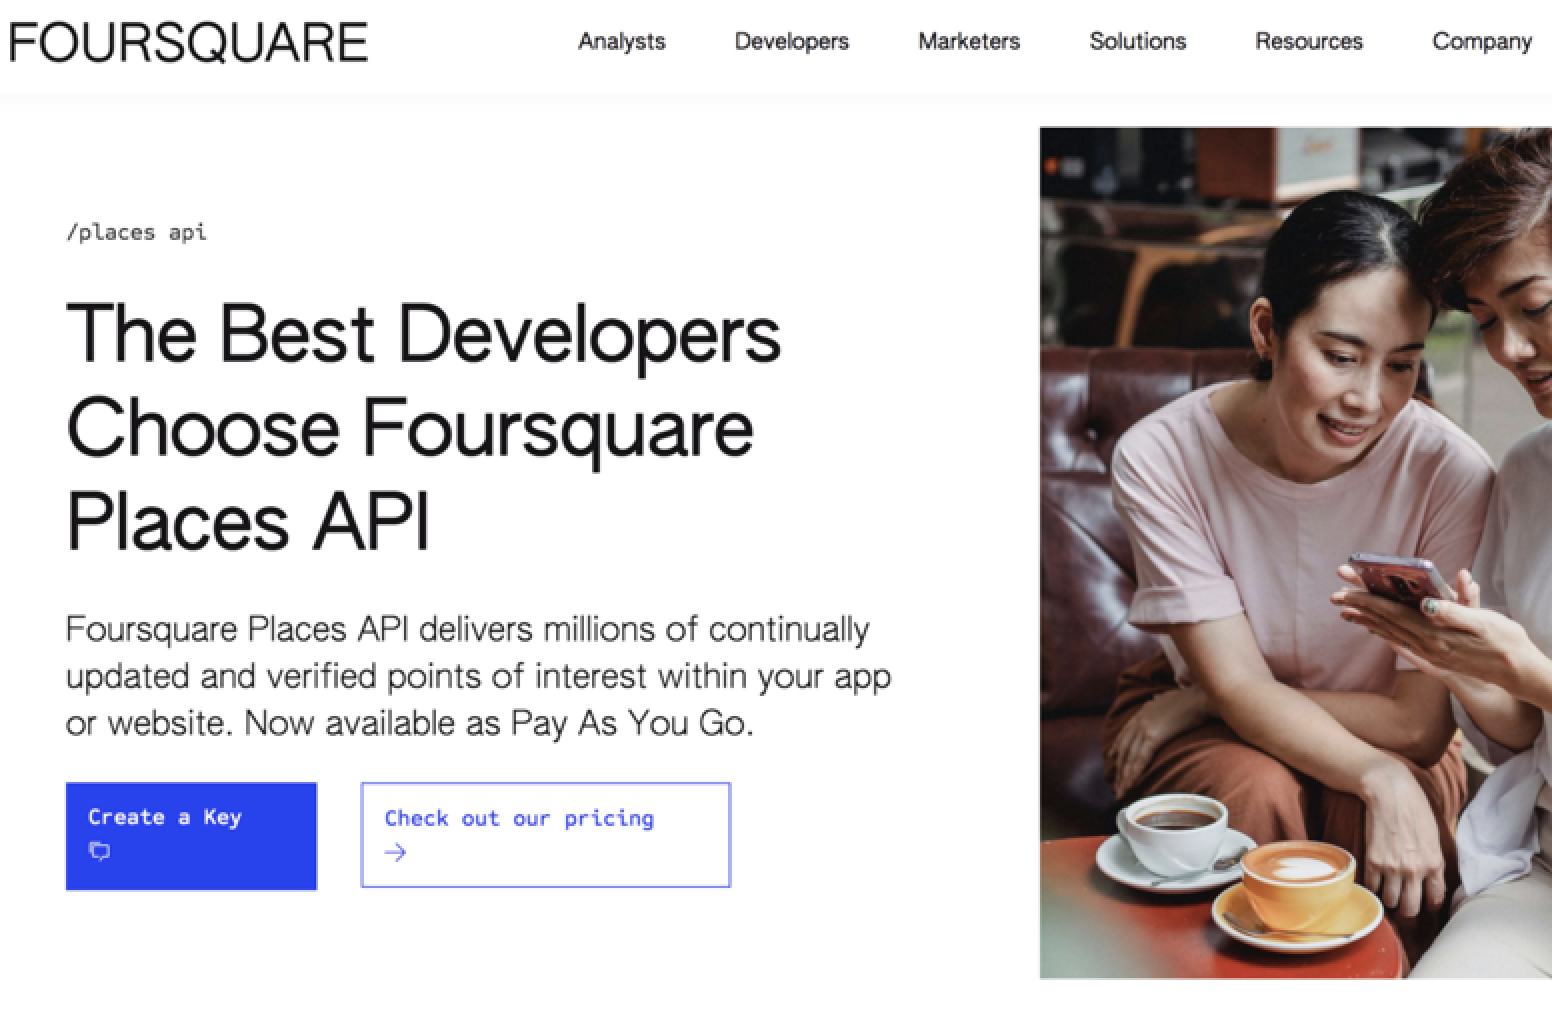 FOURSQUARE
Analysts Developers Marketers Solutions Resources Company
/places api
The Best Developers
Choose Foursquare
Places API
Foursquare Places API delivers millions of continually
updated and verified points of interest within your app
or website. Now available as Pay As You Go.
Create a Key
Check out our pricing